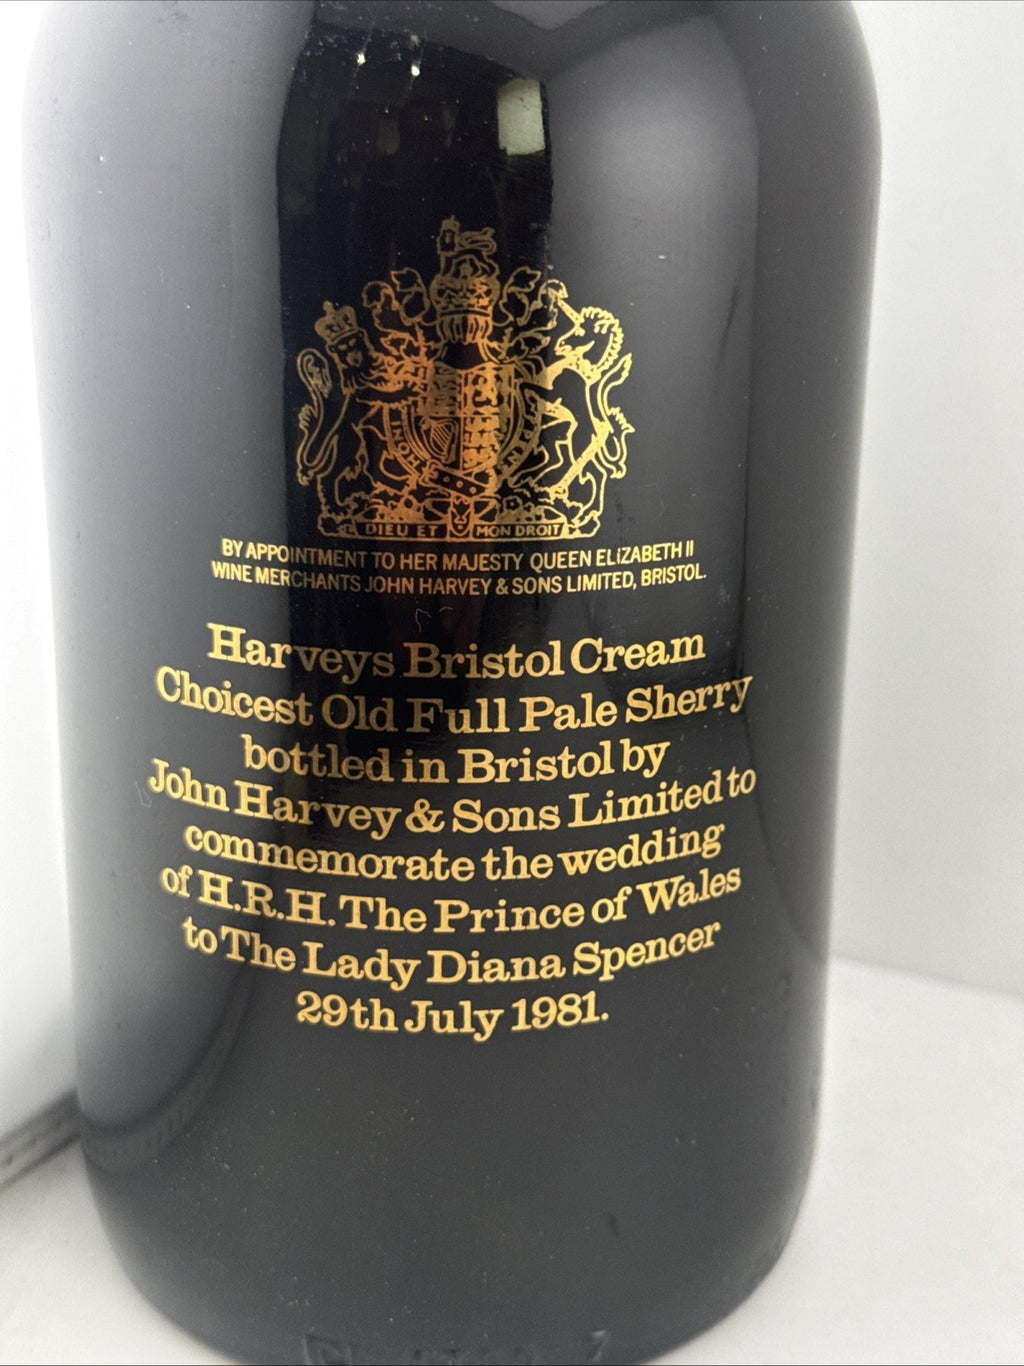 HONI
DIEU ET MON DROIT
BY APPOINTMENT TO HER MAJESTY QUEEN ELIZABETH II
WINE MERCHANTS JOHN HARVEY & SONS LIMITED, BRISTOL.
Harveys Bristol Cream
Choicest Old Full Pale Sherry
bottled in Bristol by
John Harvey & Sons Limited to
commemorate the wedding
of H.R.H. The Prince of Wales
to The Lady Diana Spencer
29th July 1981.